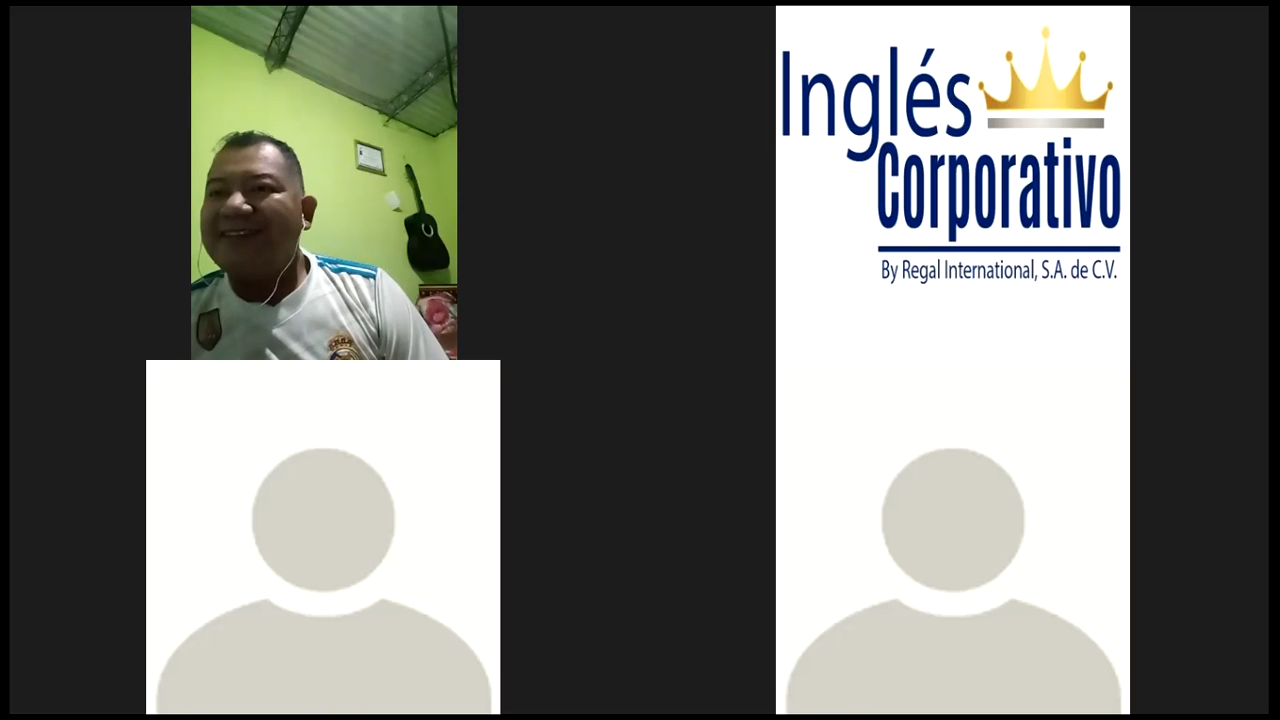 Inglés
Corporativo
By Regal International, S.A. de C.V.